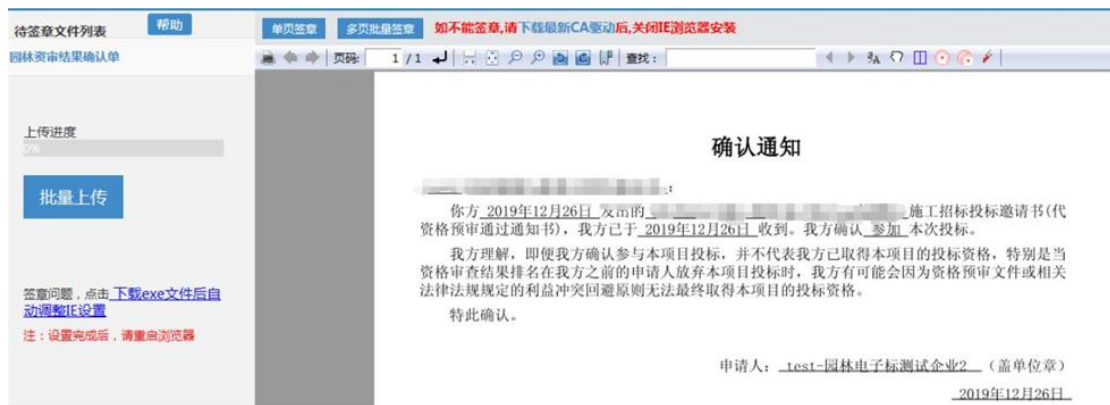 待签章文件列表
帮助
园林资审结果确认单
上传进度
0%
批量上传
签章问题，点击 下载exe文件后自
动调整IE设置
注：设置完成后，请重启浏览器
单页签章 多页批量签章 如不能签章,请下载最新CA驱动后,关闭IE浏览器安装
页码: 1 /1 查找：
确认通知
：
你方 2019年12月26日 发出的 施工招标投标邀请书(代
资格预审通过通知书)，我方已于 2019年12月26日 收到。我方确认 参加 本次投标。
我方理解，即便我方确认参与本项目投标，并不代表我方已取得本项目的投标资格，特别是当
资格审查结果排名在我方之前的申请人放弃本项目投标时，我方有可能会因为资格预审文件或相关
法律法规规定的利益冲突回避原则无法最终取得本项目的投标资格。
特此确认。
申请人： test-园林电子标测试企业2 （盖单位章）
2019年12月26日